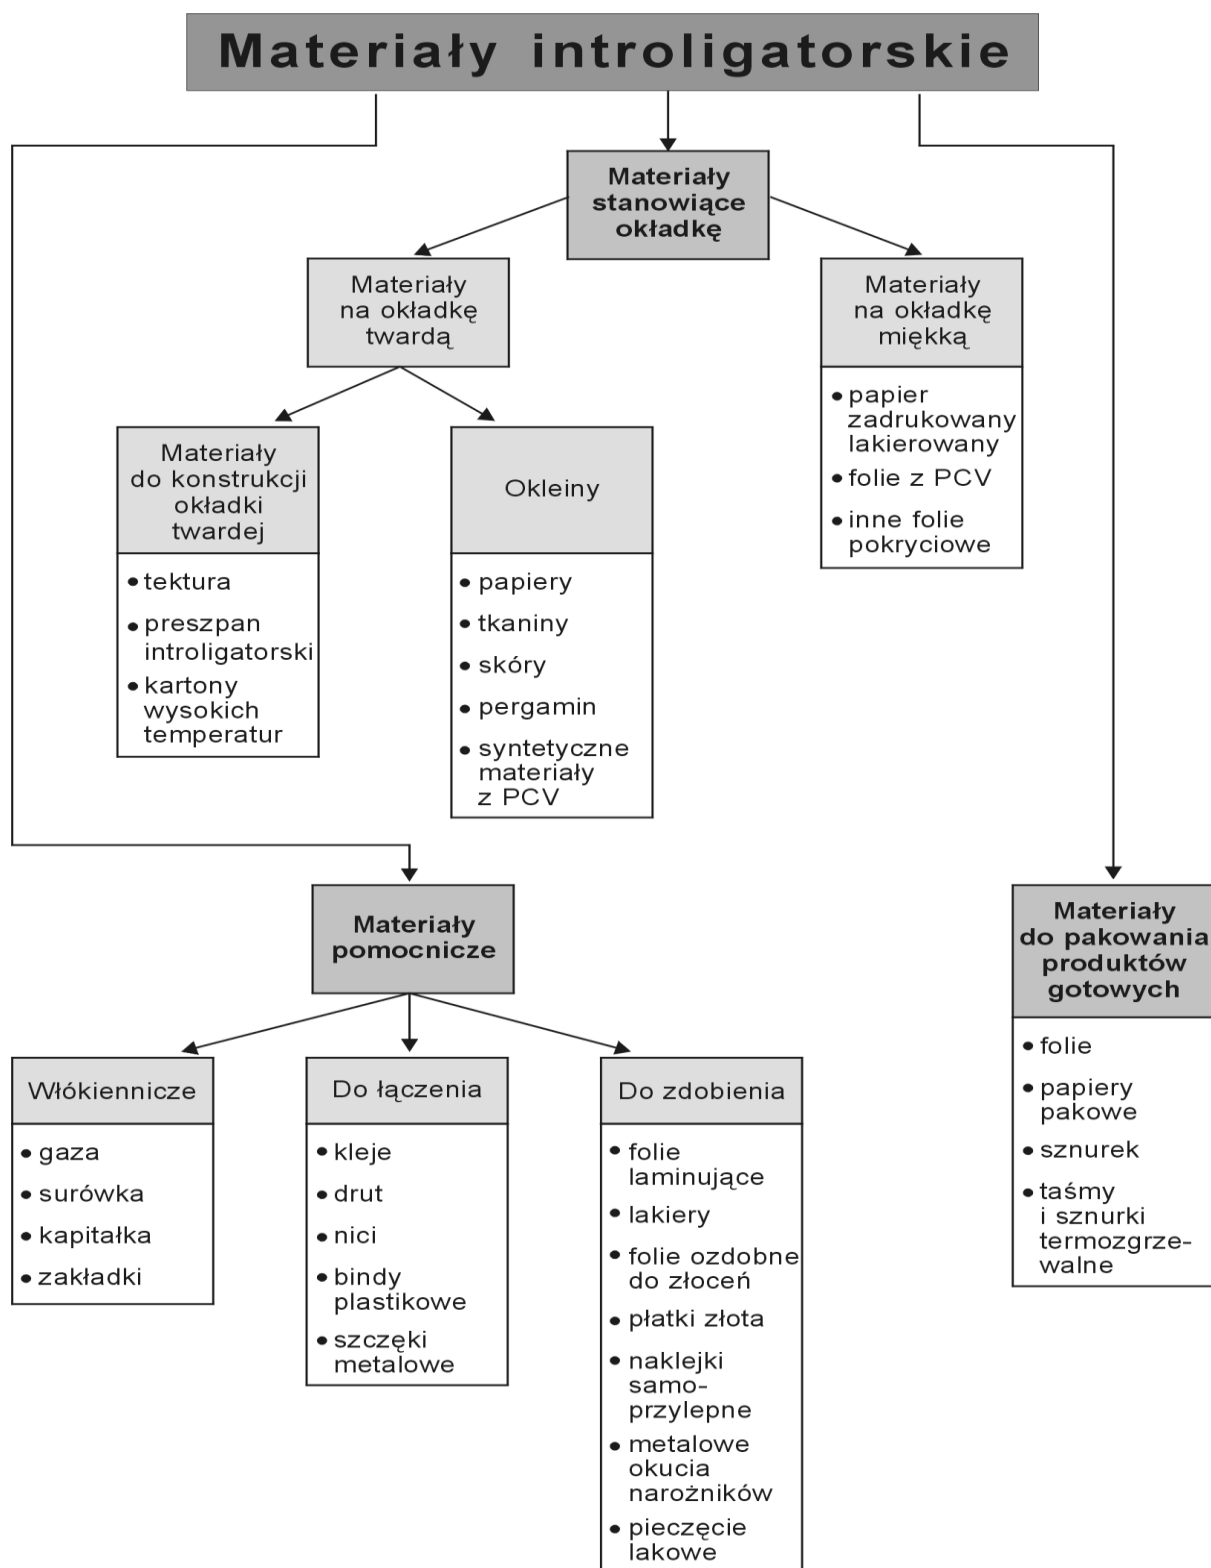 Materiały introligatorskie
Materiały
stanowiące
okładkę
Materiały
na okładkę
twardą
Materiały
na okładkę
miękką
• papier
zadrukowany
lakierowany
• folie z PCV
• inne folie
pokryciowe
Materiały
do konstrukcji
okładki
twardej
• tektura
• preszpan
introligatorski
• kartony
wysokich
temperatur
Okleiny
• papiery
• tkaniny
• skóry
• pergamin
• syntetyczne
materiały
z PCV
Materiały
pomocnicze
Materiały
do pakowania
produktów
gotowych
• folie
• papiery
pakowe
• sznurek
• taśmy
i sznurki
termozgrze-
walne
Włókiennicze
• gaza
• surówka
• kapitałka
• zakładki
Do łączenia
• kleje
• drut
• nici
• bindy
plastikowe
• szczęki
metalowe
Do zdobienia
• folie
laminujące
• lakiery
• folie ozdobne
do złoceń
• płatki złota
• naklejki
samo-
przylepne
• metalowe
okucia
narożników
• pieczęcie
lakowe